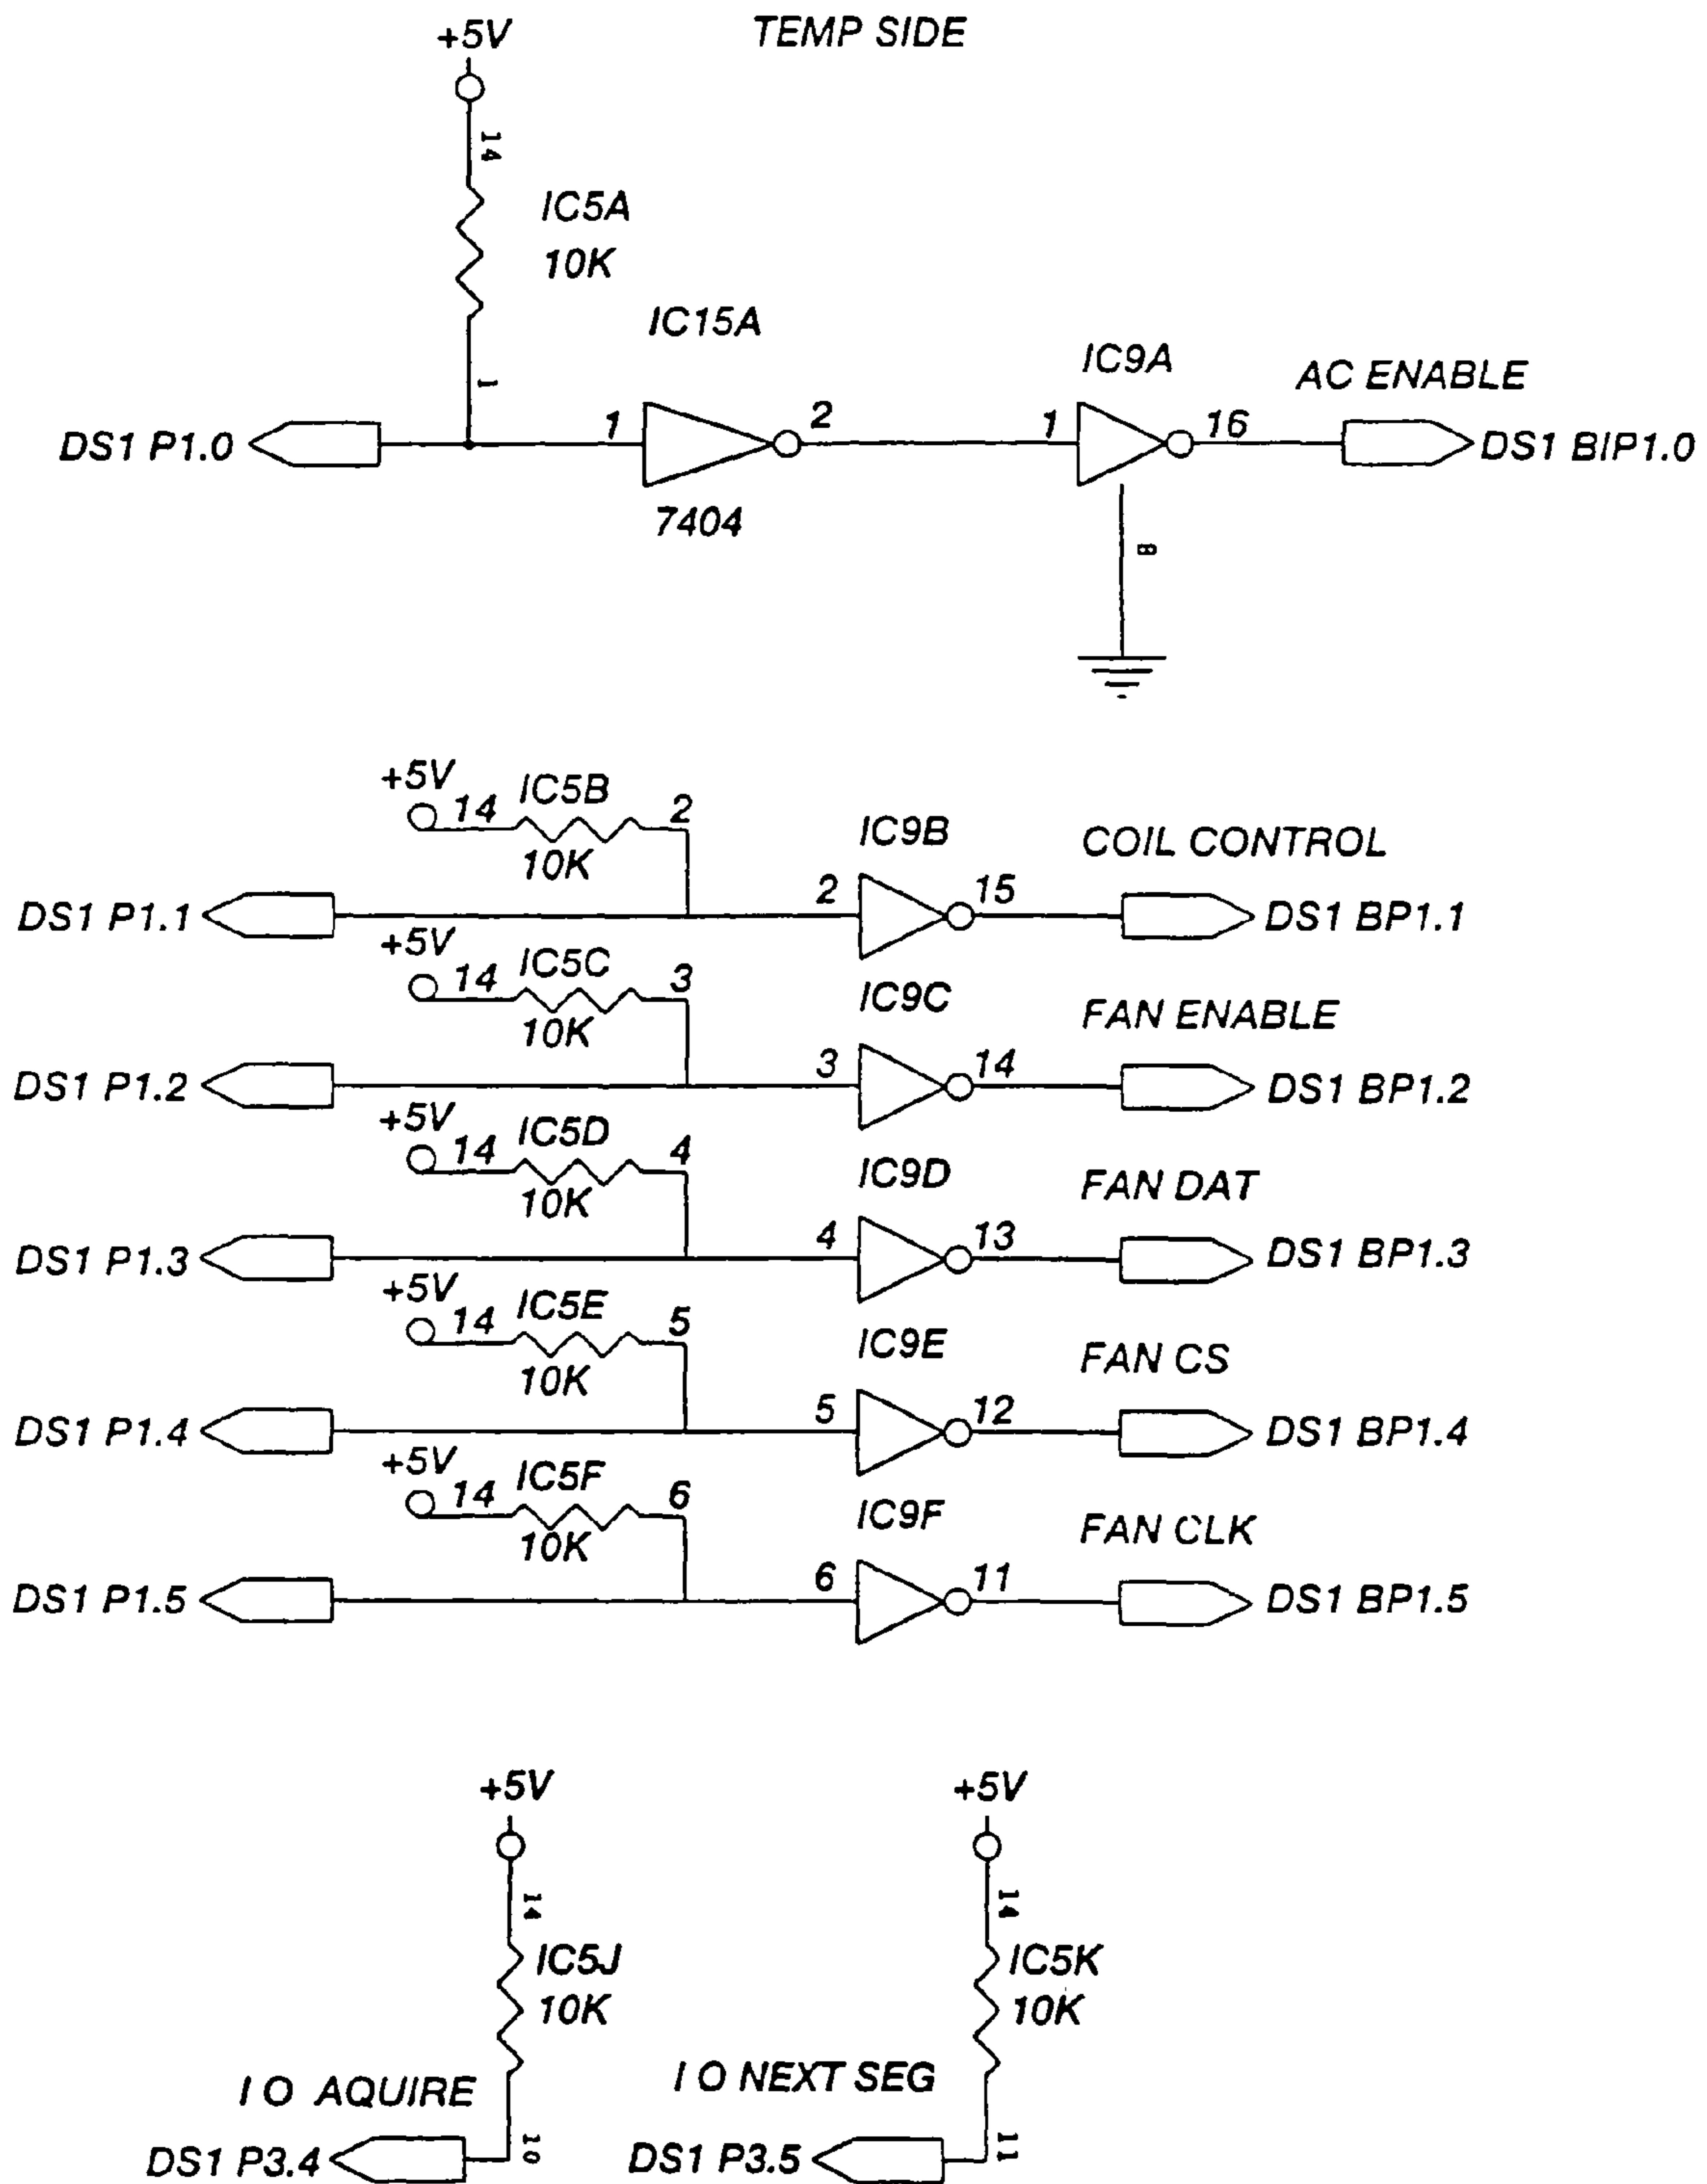 +5V
TEMP SIDE
14
IC5A
10K
IC15A
1
IC9A
AC ENABLE
DS1 P1.0
1
2
1
16
DS1 BIP1.0
7404
8
+5V
14
IC5B
2
10K
IC9B
COIL CONTROL
DS1 P1.1
2
15
DS1 BP1.1
+5V
14
IC5C
3
10K
IC9C
FAN ENABLE
DS1 P1.2
3
14
DS1 BP1.2
+5V
14
IC5D
4
10K
IC9D
FAN DAT
DS1 P1.3
4
13
DS1 BP1.3
+5V
14
IC5E
5
10K
IC9E
FAN CS
DS1 P1.4
5
12
DS1 BP1.4
+5V
14
IC5F
6
10K
IC9F
FAN CLK
DS1 P1.5
6
11
DS1 BP1.5
+5V
14
IC5J
10K
I O AQUIRE
10
DS1 P3.4
+5V
14
IC5K
10K
I O NEXT SEG
11
DS1 P3.5